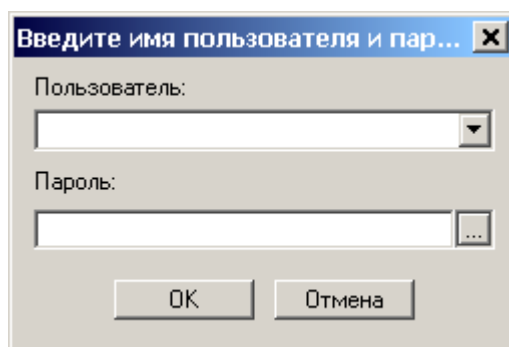 Введите имя пользователя и пар...
Пользователь:
Пароль:
...
OK
Отмена